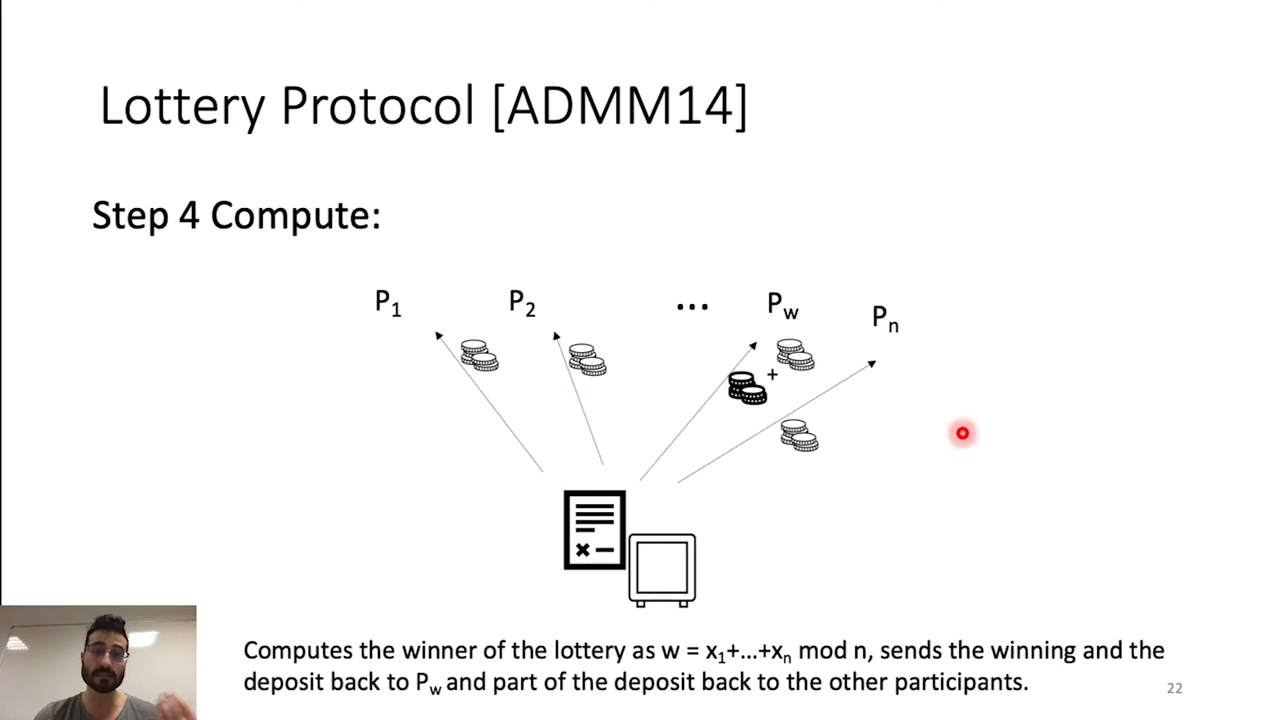 Lottery Protocol [ADMM14]
Step 4 Compute:
P1 P2 ... Pw Pn
+
Computes the winner of the lottery as w = x1+...+xn mod n, sends the winning and the
deposit back to Pw and part of the deposit back to the other participants.
22